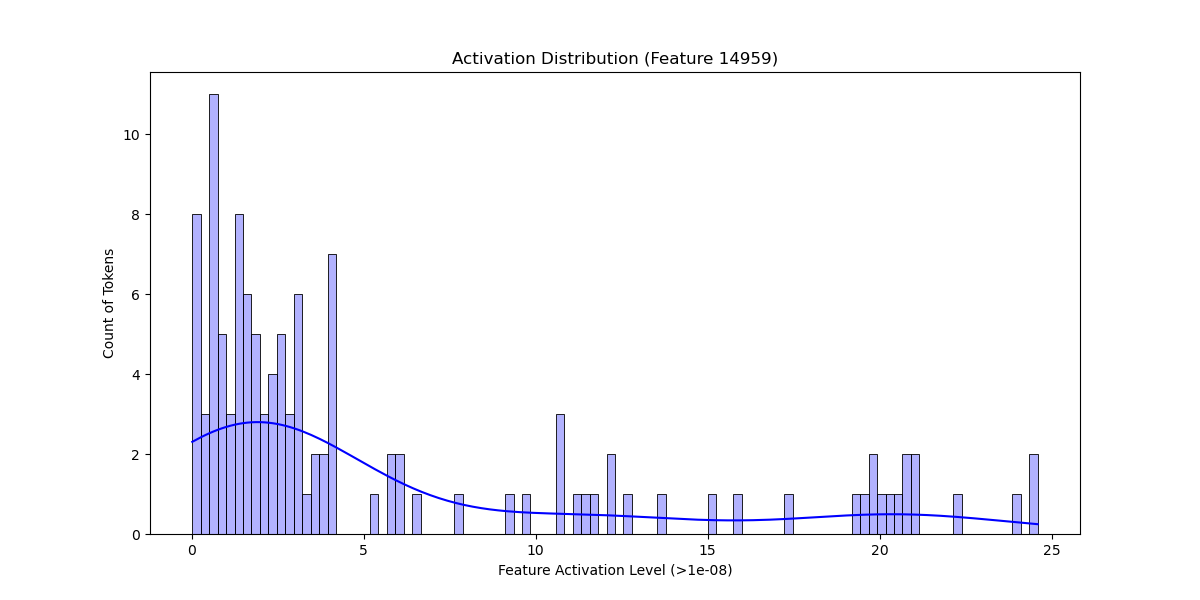 Activation Distribution (Feature 14959)
Count of Tokens
10
8
6
4
2
0
0 5 10 15 20 25
Feature Activation Level (>1e-08)